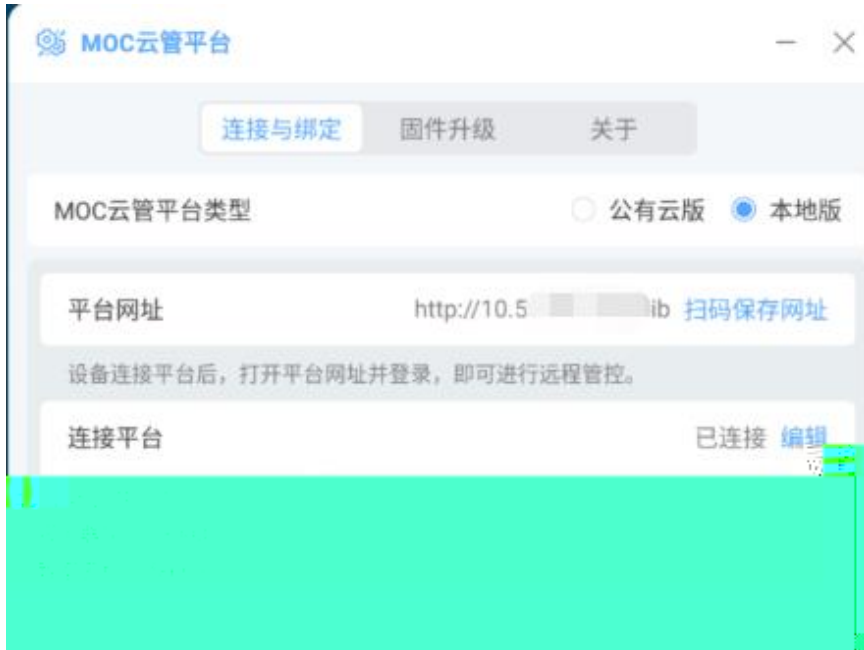 MOC云管平台
连接与绑定 固件升级 关于
MOC云管平台类型 公有云版 本地版
平台网址 http://10.5 ib 扫码保存网址
设备连接平台后，打开平台网址并登录，即可进行远程管控。
连接平台 已连接 编辑